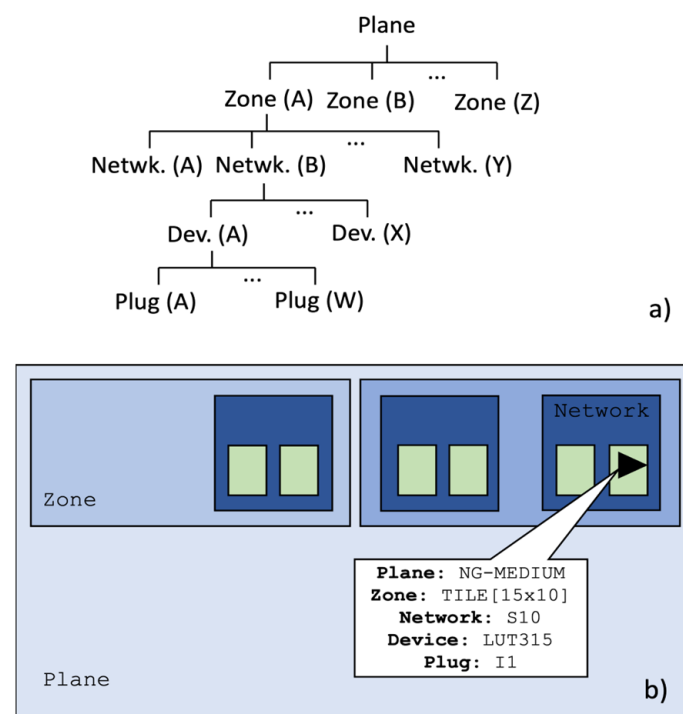 Plane
...
Zone (A) Zone (B) Zone (Z)
...
Netwk. (A) Netwk. (B) Netwk. (Y)
...
Dev. (A) Dev. (X)
...
Plug (A) Plug (W)
a)
Network
Zone
Plane: NG-MEDIUM
Zone: TILE[15x10]
Network: S10
Device: LUT315
Plug: I1
Plane
b)